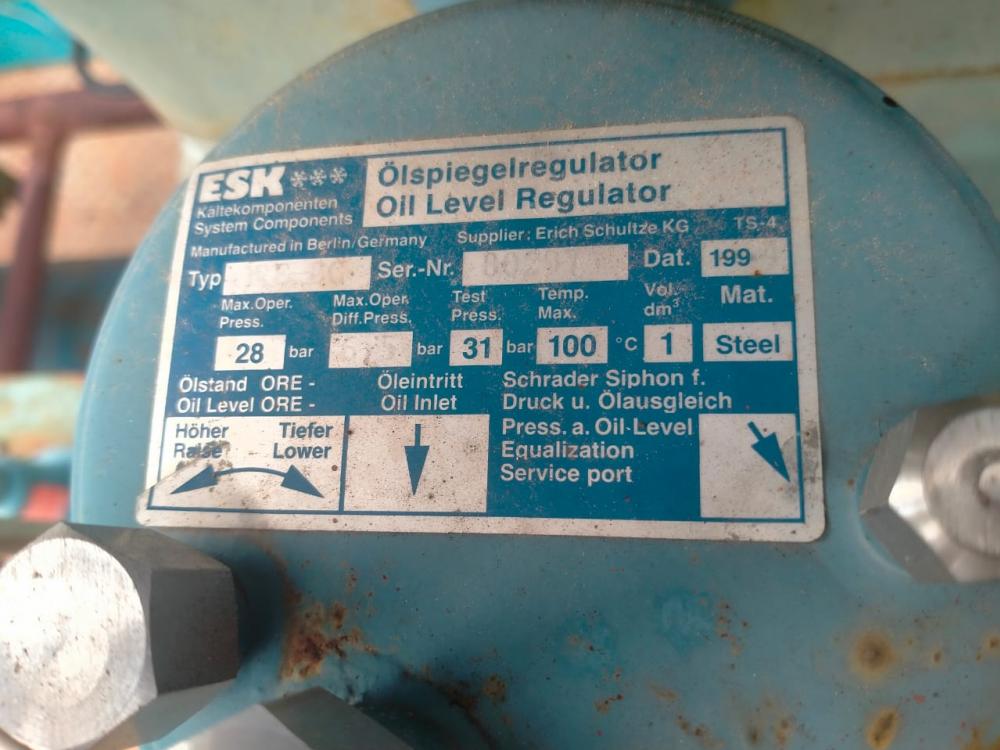 ESK ***
Ölspiegelregulator
Oil Level Regulator
Kältekomponenten
System Components
Manufactured in Berlin/Germany
Supplier: Erich Schultze KG
TS-4
Typ
Ser.-Nr.
Dat. 199
Max.Oper.
Press.
Max.Oper.
Diff.Press.
Test
Press.
Temp.
Max.
Vol.
dm³
Mat.
28 bar
bar
31 bar
100 °C
1
Steel
Ölstand ORE -
Oil Level ORE -
Öleintritt
Oil Inlet
Schrader Siphon f.
Druck u. Ölausgleich
Höher Tiefer
Raise Lower
Press. a. Oil-Level
Equalization
Service port